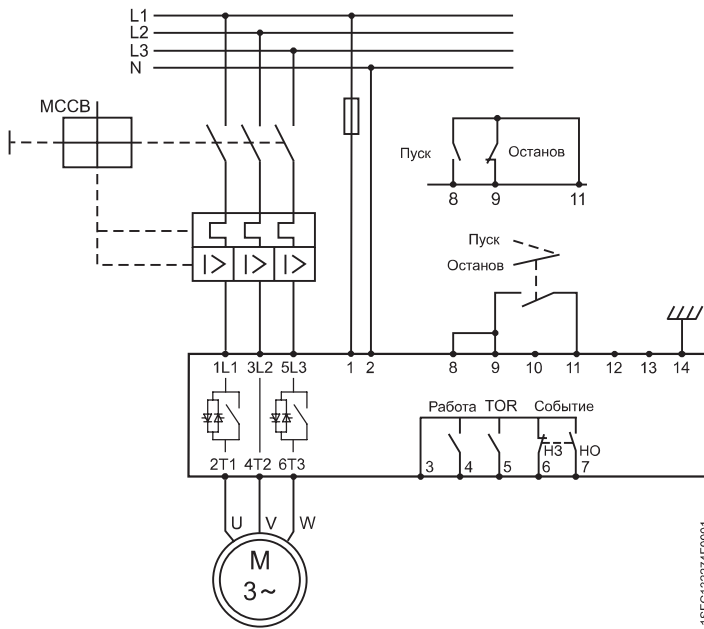 L1
L2
L3
N
МССВ
Пуск
Останов
8 9 11
Пуск
Останов
1L1 3L2 5L3 1 2 8 9 10 11 12 13 14
Работа TOR Событие
НЗ НО
2T1 4T2 6T3 3 4 5 6 7
U V W
M
3~